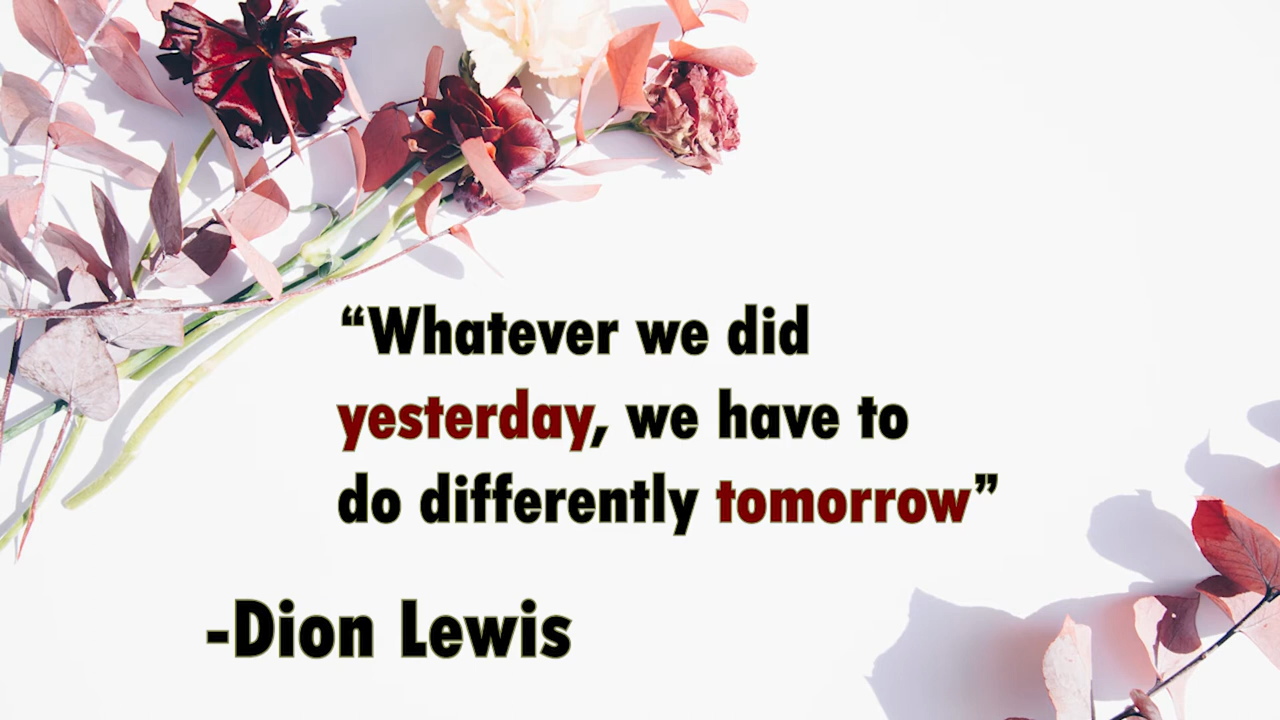 “Whatever we did
yesterday, we have to
do differently tomorrow”
-Dion Lewis